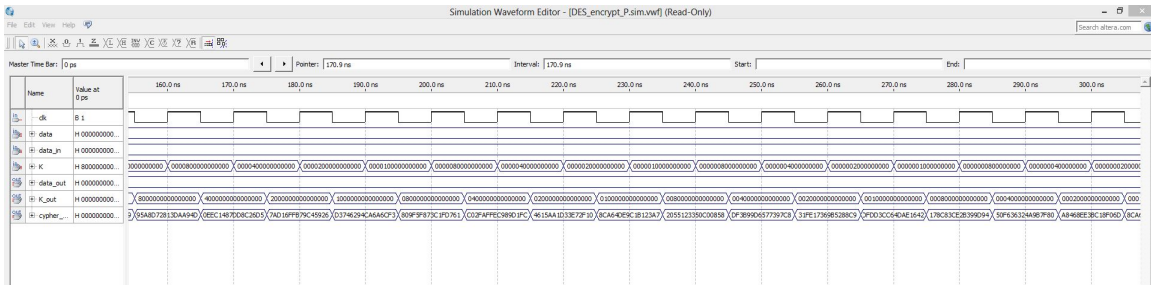 Simulation Waveform Editor - [DES_encrypt_P.sim.vwf] (Read-Only)
File Edit View Help
Search altera.com
Master Time Bar: 0 ps Pointer: 170.9 ns Interval: 170.9 ns Start: End:
Name Value at 0 ps 160.0 ns 170.0 ns 180.0 ns 190.0 ns 200.0 ns 210.0 ns 220.0 ns 230.0 ns 240.0 ns 250.0 ns 260.0 ns 270.0 ns 280.0 ns 290.0 ns 300.0 ns
clk B 1
data H 000000000...
data_in H 000000000...
K H 800000000... 0000080000000000 0000040000000000 0000020000000000 0000010000000000 0000008000000000 0000004000000000 0000002000000000 0000001000000000 0000000800000000 0000000400000000 0000000200000000 0000000100000000 0000000080000000 0000000040000000
data_out H 000000000...
K_out H 000000000... 8000000000000000 4000000000000000 2000000000000000 1000000000000000 0800000000000000 0400000000000000 0200000000000000 0100000000000000 0080000000000000 0040000000000000 0020000000000000 0010000000000000 0008000000000000 0004000000000000 0002000000000000
cypher_... H 000000000... 95A8D72813DAA94D 0EEC1487DD8C26D5 7AD16FFB79C45926 D3746294CA6A6CF3 809F5F873C1FD761 C02FAFFEC989D1FC 4615AA1D33E72F10 8CA64DE9C1B123A7 2055123350C00858 DF3B99D6577397C8 31FE17369B5288C9 DFDD3CC64DAE1642 178C83CE2B399D94 50F636324A9B7F80 A8468EE3BC18F06D